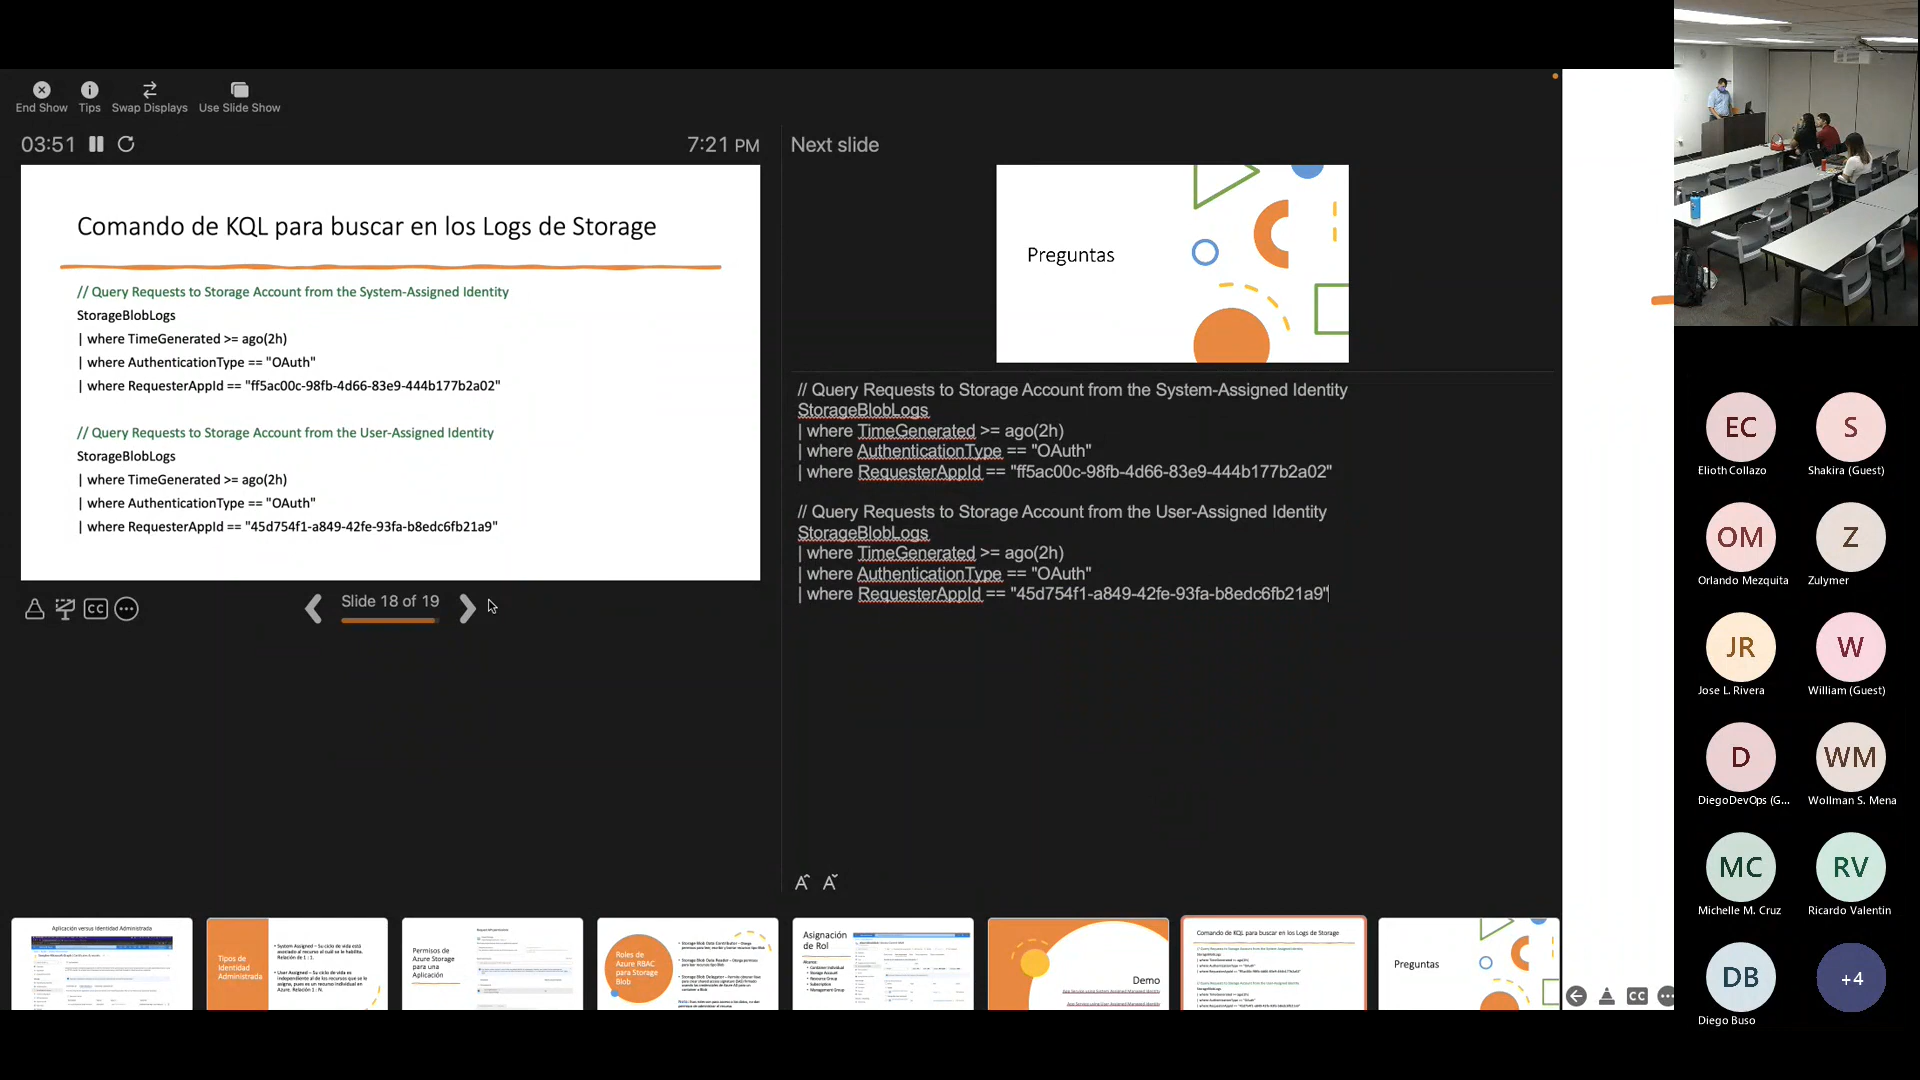 End Show
Tips
Swap Displays
Use Slide Show
03:51
7:21 PM
Next slide
Comando de KQL para buscar en los Logs de Storage
// Query Requests to Storage Account from the System-Assigned Identity
StorageBlobLogs
| where TimeGenerated >= ago(2h)
| where AuthenticationType == "OAuth"
| where RequesterAppId == "ff5ac00c-98fb-4d66-83e9-444b177b2a02"
// Query Requests to Storage Account from the User-Assigned Identity
StorageBlobLogs
| where TimeGenerated >= ago(2h)
| where AuthenticationType == "OAuth"
| where RequesterAppId == "45d754f1-a849-42fe-93fa-b8edc6fb21a9"
CC
Slide 18 of 19
Preguntas
// Query Requests to Storage Account from the System-Assigned Identity
StorageBlobLogs
| where TimeGenerated >= ago(2h)
| where AuthenticationType == "OAuth"
| where RequesterAppId == "ff5ac00c-98fb-4d66-83e9-444b177b2a02"
// Query Requests to Storage Account from the User-Assigned Identity
StorageBlobLogs
| where TimeGenerated >= ago(2h)
| where AuthenticationType == "OAuth"
| where RequesterAppId == "45d754f1-a849-42fe-93fa-b8edc6fb21a9"
Aplicación versus Identidad Administrada
Tipos de
Identidad
Administrada
Permisos de
Azure Storage
para una
Aplicación
Roles de
Azure RBAC
para Storage
Blob
Asignación
de Rol
Demo
Comando de KQL para buscar en los Logs de Storage
Preguntas
CC
EC
Elioth Collazo
S
Shakira (Guest)
OM
Orlando Mezquita
Z
Zulymer
JR
Jose L. Rivera
W
William (Guest)
D
DiegoDevOps (G...
WM
Wollman S. Mena
MC
Michelle M. Cruz
RV
Ricardo Valentin
DB
Diego Buso
+4